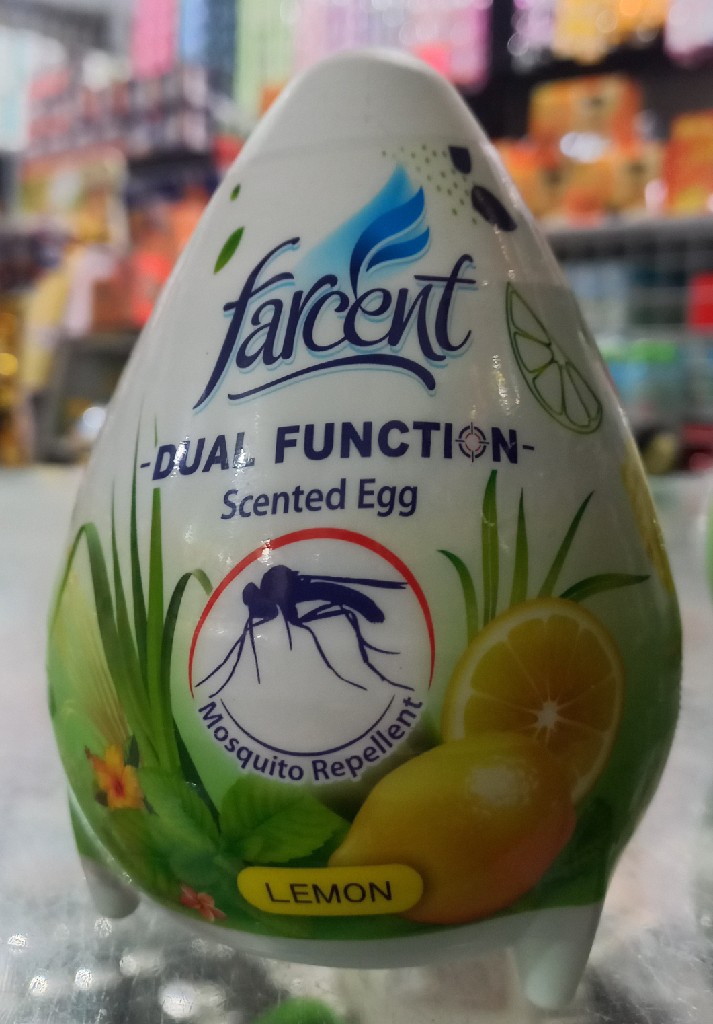 farcent
-DUAL FUNCTION-
Scented Egg
Mosquito Repellent
LEMON